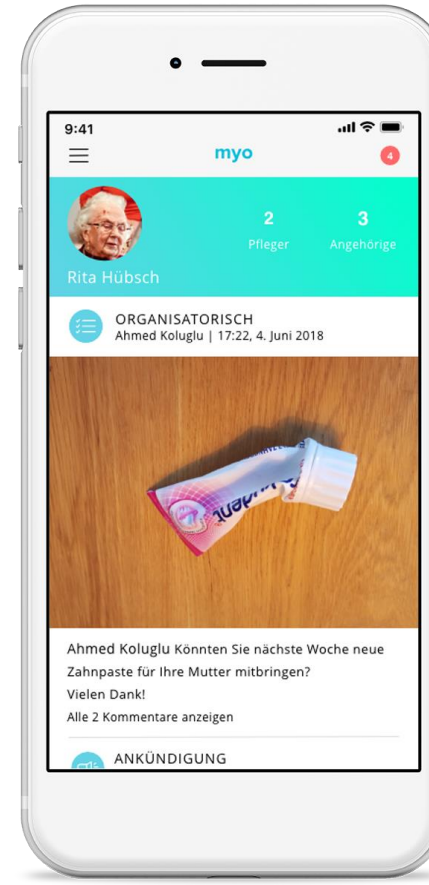 9:41
myo
4
2
3
Pfleger
Angehörige
Rita Hübsch
ORGANISATORISCH
Ahmed Koluglu | 17:22, 4. Juni 2018
Ahmed Koluglu Könnten Sie nächste Woche neue
Zahnpaste für Ihre Mutter mitbringen?
Vielen Dank!
Alle 2 Kommentare anzeigen
ANKÜNDIGUNG